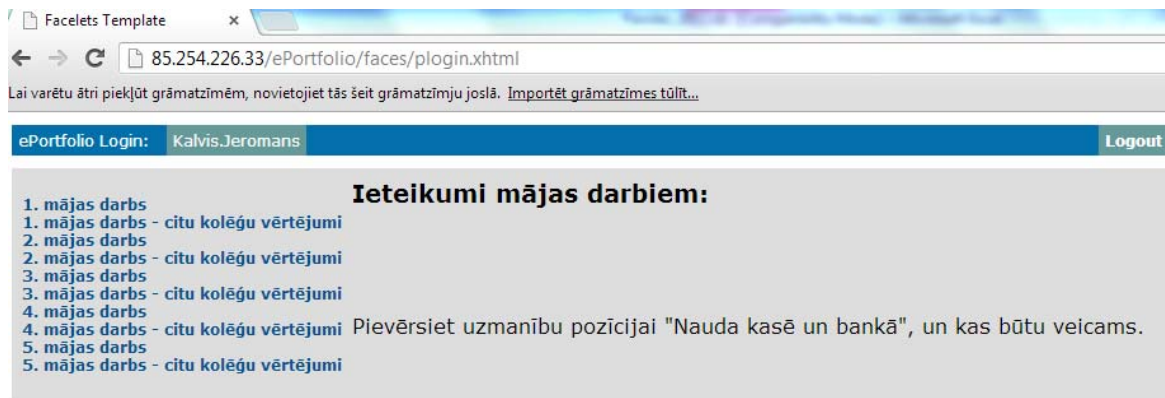 Facelets Template
85.254.226.33/ePortfolio/faces/plogin.xhtml
Lai varētu ātri piekļūt grāmatzīmēm, novietojiet tās šeit grāmatzīmju joslā. Importēt grāmatzīmes tūlīt...
ePortfolio Login: Kalvis.Jeromans Logout
Ieteikumi mājas darbiem:
1. mājas darbs
1. mājas darbs - citu kolēģu vērtējumi
2. mājas darbs
2. mājas darbs - citu kolēģu vērtējumi
3. mājas darbs
3. mājas darbs - citu kolēģu vērtējumi
4. mājas darbs
4. mājas darbs - citu kolēģu vērtējumi
5. mājas darbs
5. mājas darbs - citu kolēģu vērtējumi
Pievērsiet uzmanību pozīcijai "Nauda kasē un bankā", un kas būtu veicams.